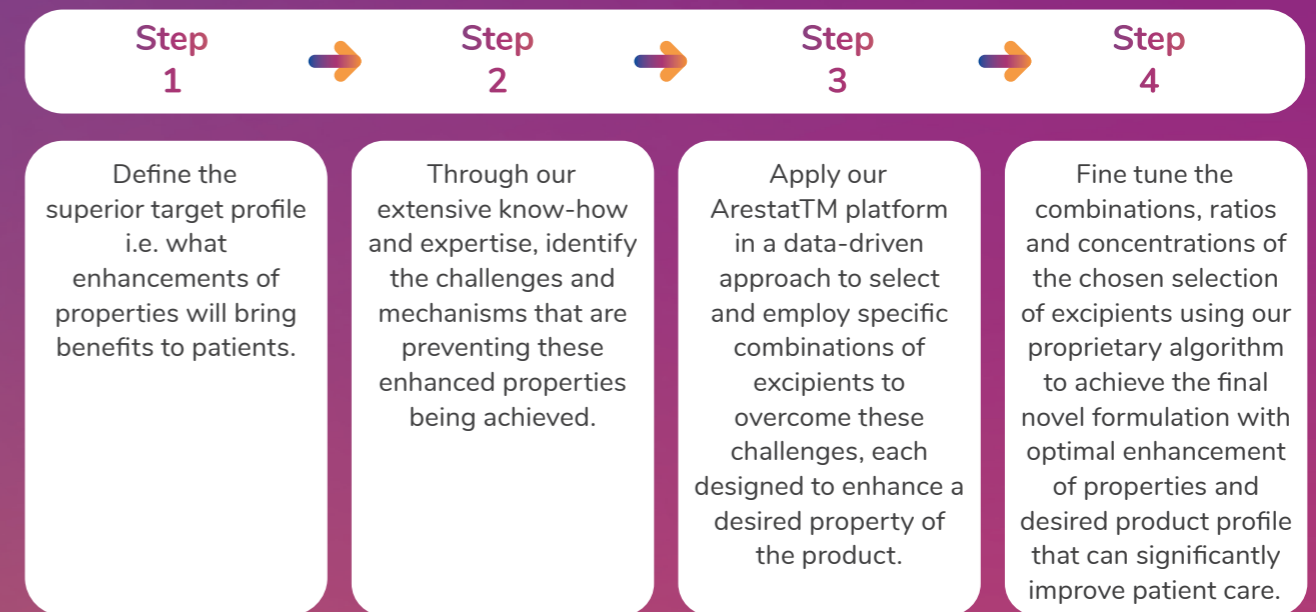 Step
1
Step
2
Step
3
Step
4
Define the
superior target profile
i.e. what
enhancements of
properties will bring
benefits to patients.
Through our
extensive know-how
and expertise, identify
the challenges and
mechanisms that are
preventing these
enhanced properties
being achieved.
Apply our
ArestatTM platform
in a data-driven
approach to select
and employ specific
combinations of
excipients to
overcome these
challenges, each
designed to enhance a
desired property of
the product.
Fine tune the
combinations, ratios
and concentrations of
the chosen selection
of excipients using our
proprietary algorithm
to achieve the final
novel formulation with
optimal enhancement
of properties and
desired product profile
that can significantly
improve patient care.